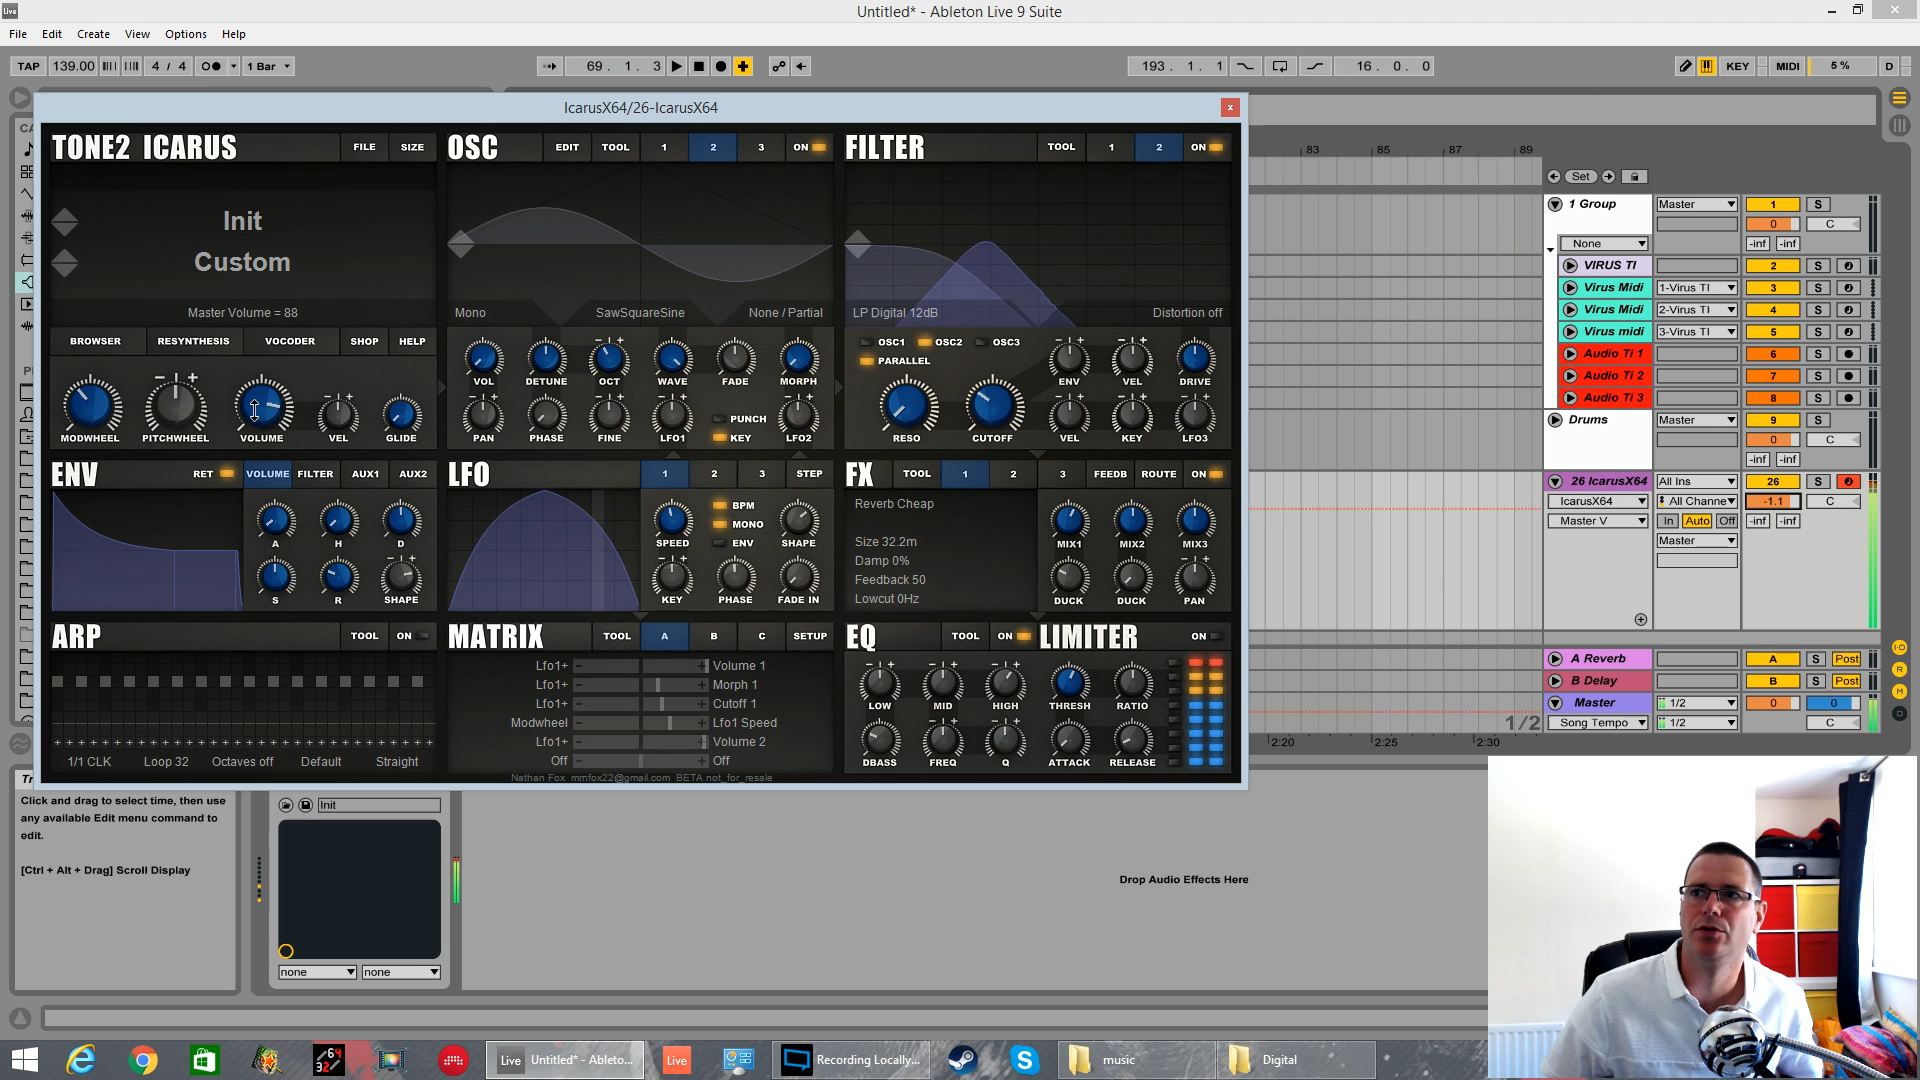 Live
Untitled* - Ableton Live 9 Suite
File Edit Create View Options Help
TAP 139.00 4 / 4 1 Bar
69. 1. 3
193. 1. 1 16. 0. 0
KEY MIDI 5 % D
IcarusX64/26-IcarusX64
TONE2 ICARUS FILE SIZE
Init
Custom
Master Volume = 88
BROWSER RESYNTHESIS VOCODER SHOP HELP
MODWHEEL PITCHWHEEL VOLUME VEL GLIDE
OSC EDIT TOOL 1 2 3 ON
Mono SawSquareSine None / Partial
VOL DETUNE OCT WAVE FADE MORPH
PAN PHASE FINE LFO1 PUNCH KEY LFO2
FILTER TOOL 1 2 ON
LP Digital 12dB Distortion off
OSC1 OSC2 OSC3
PARALLEL
ENV VEL DRIVE
RESO CUTOFF VEL KEY LFO3
ENV RET VOLUME FILTER AUX1 AUX2
A H D
S R SHAPE
LFO 1 2 3 STEP
BPM
MONO
ENV
SPEED SHAPE
KEY PHASE FADE IN
FX TOOL 1 2 3 FEEDB ROUTE ON
Reverb Cheap
Size 32.2m
Damp 0%
Feedback 50
Lowcut 0Hz
MIX1 MIX2 MIX3
DUCK DUCK PAN
ARP TOOL ON
1/1 CLK Loop 32 Octaves off Default Straight
MATRIX TOOL A B C SETUP
Lfo1+ Volume 1
Lfo1+ Morph 1
Lfo1+ Cutoff 1
Modwheel Lfo1 Speed
Lfo1+ Volume 2
Off Off
Nathan Fox mmfox22@gmail.com BETA not_for_resale
EQ TOOL ON LIMITER ON
LOW MID HIGH THRESH RATIO
DBASS FREQ Q ATTACK RELEASE
83 85 87 89
Set
1 Group Master 1 S
0 C
None -inf -inf
VIRUS TI 2 S
Virus Midi 1-Virus TI 3 S
Virus Midi 2-Virus TI 4 S
Virus midi 3-Virus TI 5 S
Audio Ti 1 6 S
Audio Ti 2 7 S
Audio Ti 3 8 S
Drums Master 9 S
0 C
-inf -inf
26 IcarusX64 All Ins 26 S
IcarusX64 All Channe -1.1 C
Master V In Auto Off -inf -inf
Master
A Reverb A S Post
B Delay B S Post
Master 1/2 0 0
Song Tempo 1/2 C
1/2
2:20 2:25 2:30
Click and drag to select time, then use
any available Edit menu command to
edit.
[Ctrl + Alt + Drag] Scroll Display
Init
none none
Drop Audio Effects Here
Live Untitled* - Ableto... Live Recording Locally... music Digital